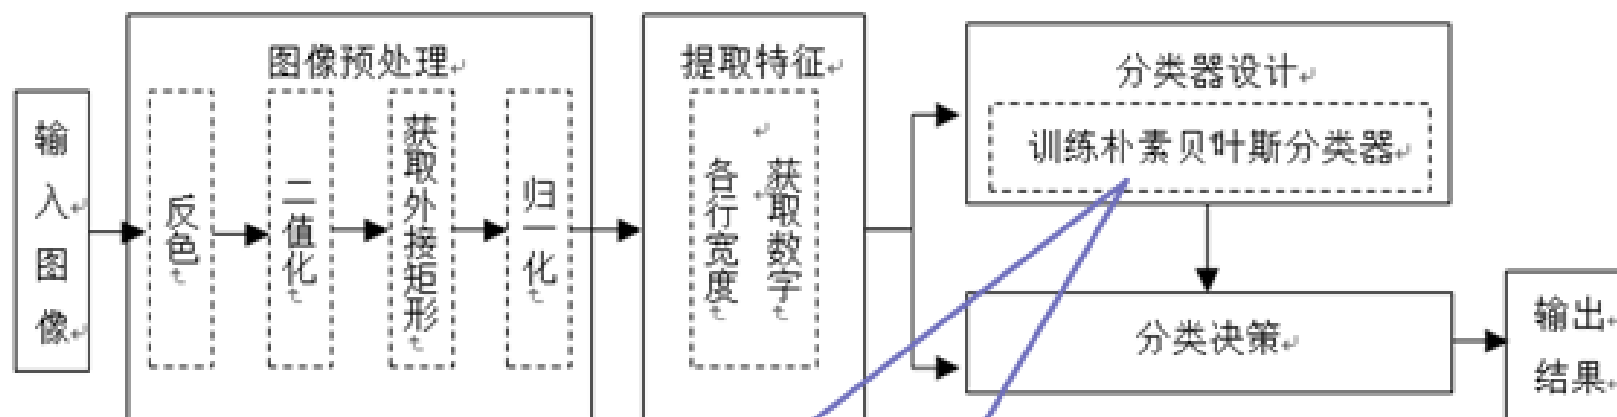 输入图像
图像预处理
反色
二值化
获取外接矩形
归一化
提取特征
获取数字
各行宽度
分类器设计
训练朴素贝叶斯分类器
分类决策
输出
结果